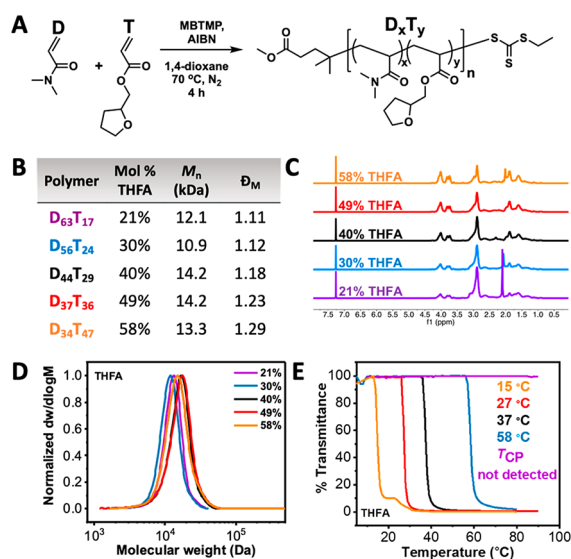 A
D
T
O
N
O
O
O
+
MBTMP,
AIBN
1,4-dioxane
70 °C, N₂
4 h
DₓTᵧ
O
O
x
y
n
N
O
O
O
O
S
S
S
B
Polymer
Mol %
THFA
Mₙ
(kDa)
ĐM
D₆₃T₁₇ 21% 12.1 1.11
D₅₆T₂₄ 30% 10.9 1.12
D₄₄T₂₉ 40% 14.2 1.18
D₃₇T₃₆ 49% 14.2 1.23
D₃₄T₄₇ 58% 13.3 1.29
C
58% THFA
49% THFA
40% THFA
30% THFA
21% THFA
7.5 7.0 6.5 6.0 5.5 5.0 4.5 4.0 3.5 3.0 2.5 2.0 1.5 1.0 0.5
f1 (ppm)
D
Normalized dw/dlogM
1.0
0.8
0.6
0.4
0.2
0.0
THFA
21%
30%
40%
49%
58%
10³ 10⁴ 10⁵
Molecular weight (Da)
E
% Transmittance
100
80
60
40
20
0
15 °C
27 °C
37 °C
58 °C
TCP
not detected
THFA
20 40 60 80 100
Temperature (°C)